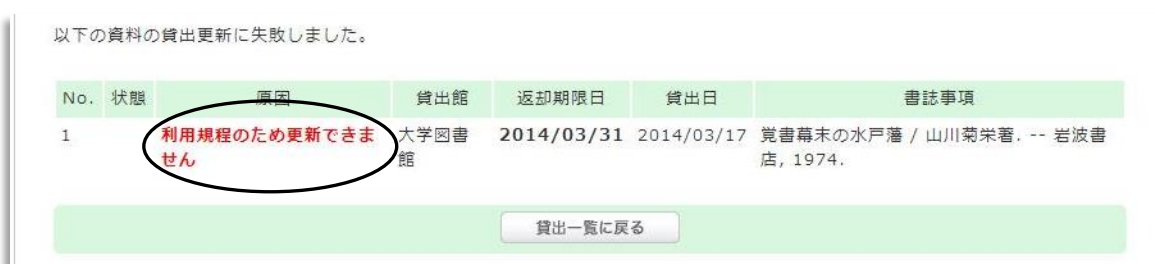 以下の資料の貸出更新に失敗しました。
No. 状態 原因 貸出館 返却期限日 貸出日 書誌事項
1 利用規程のため更新できま 大学図書 2014/03/31 2014/03/17 覚書幕末の水戸藩 / 山川菊栄著. -- 岩波書
せん 館 店, 1974.
貸出一覧に戻る